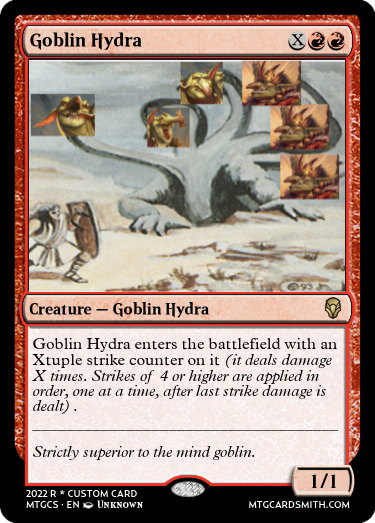 Goblin Hydra X
©93
Creature — Goblin Hydra
Goblin Hydra enters the battlefield with an
Xtuple strike counter on it (it deals damage
X times. Strikes of 4 or higher are applied in
order, one at a time, after last strike damage is
dealt) .
Strictly superior to the mind goblin.
1/1
2022 R * CUSTOM CARD
MTGCS · EN UNKNOWN
MTGCARDSMITH.COM